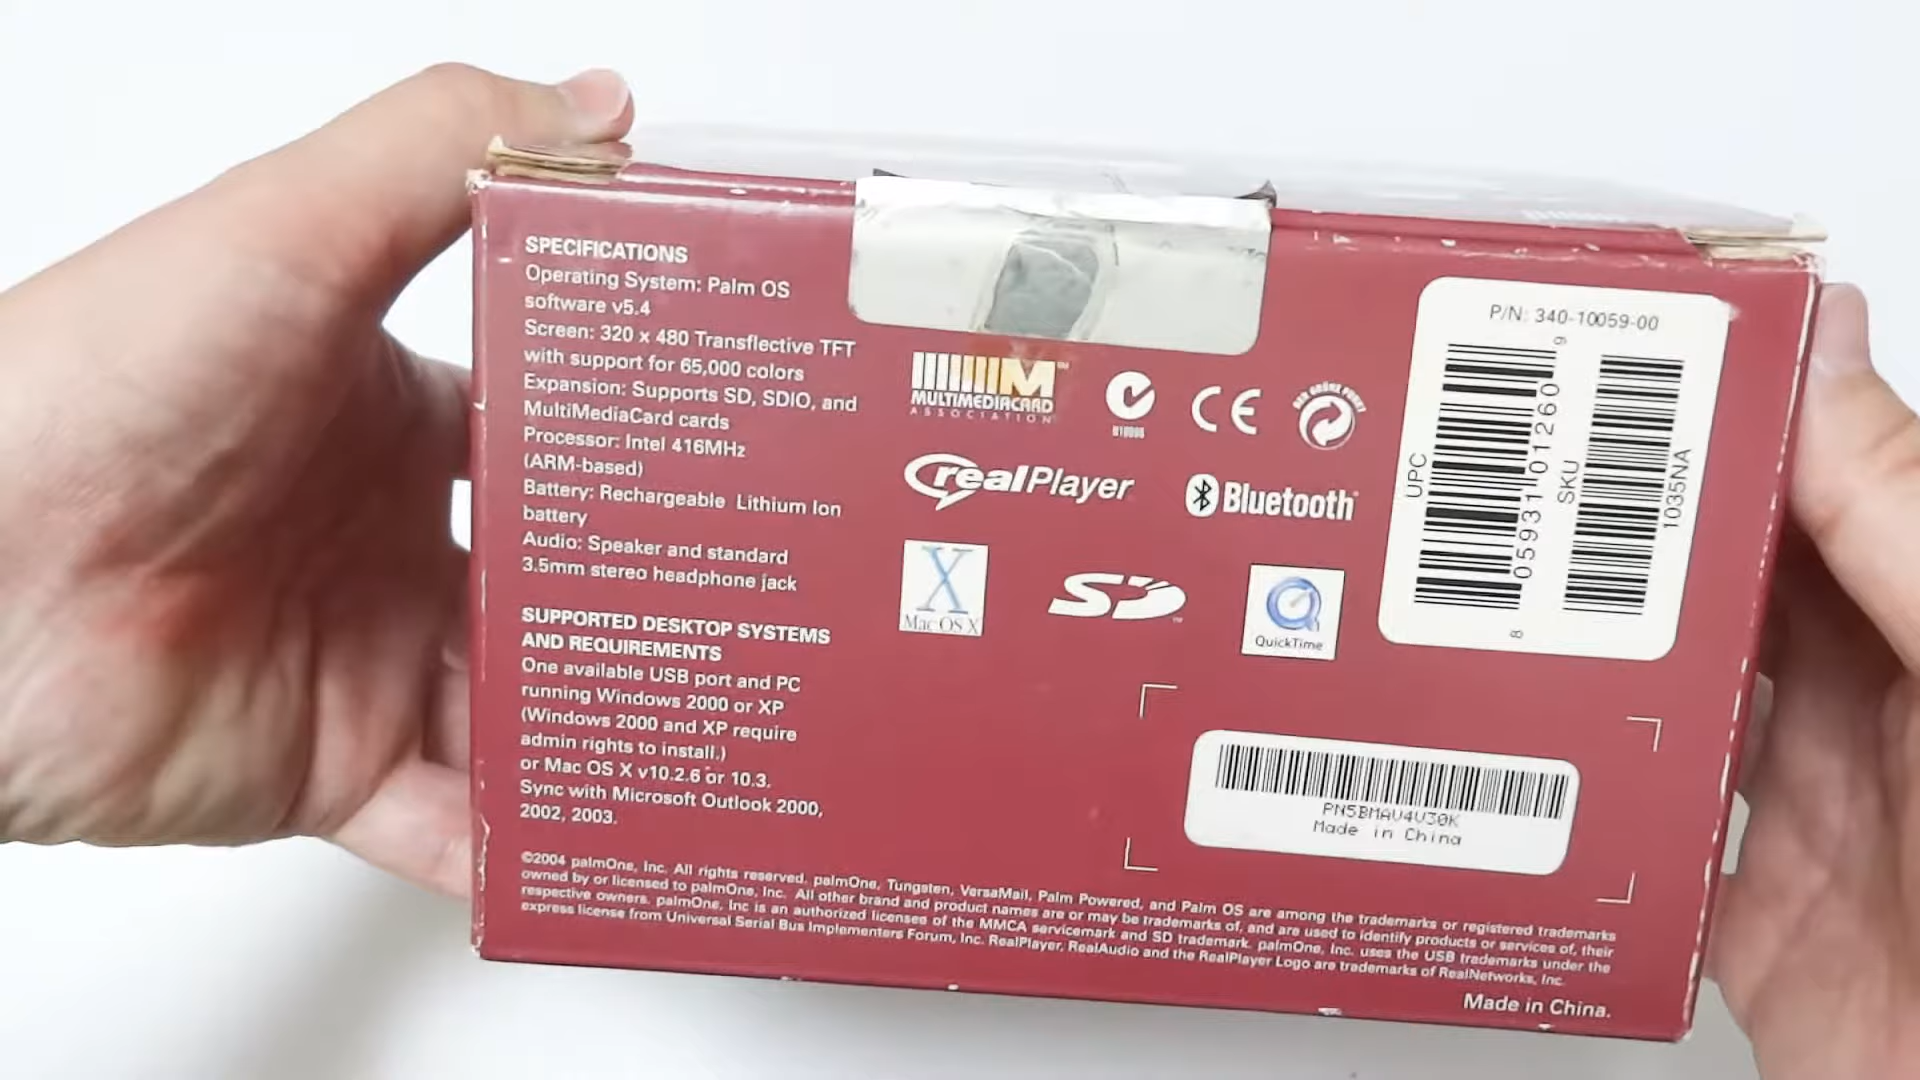 SPECIFICATIONS
Operating System: Palm OS
software v5.4
Screen: 320 x 480 Transflective TFT
with support for 65,000 colors
Expansion: Supports SD, SDIO, and
MultiMediaCard cards
Processor: Intel 416MHz
(ARM-based)
Battery: Rechargeable Lithium Ion
battery
Audio: Speaker and standard
3.5mm stereo headphone jack
SUPPORTED DESKTOP SYSTEMS
AND REQUIREMENTS
One available USB port and PC
running Windows 2000 or XP
(Windows 2000 and XP require
admin rights to install.)
or Mac OS X v10.2.6 or 10.3.
Sync with Microsoft Outlook 2000,
2002, 2003.
M
MULTIMEDIACARD
ASSOCIATION
CE
DER GRÜNE PUNKT
realPlayer
Bluetooth
X
Mac OS X
SD
QuickTime
P/N: 340-10059-00
UPC
8 05931 01260 9
SKU
1035NA
PN5BMAV4V30K
Made in China
©2004 palmOne, Inc. All rights reserved. palmOne, Tungsten, VersaMail, Palm Powered, and Palm OS are among the trademarks or registered trademarks
owned by or licensed to palmOne, Inc. All other brand and product names are or may be trademarks of, and are used to identify products or services of, their
respective owners. palmOne, Inc is an authorized licensee of the MMCA servicemark and SD trademark. palmOne, Inc. uses the USB trademarks under the
express license from Universal Serial Bus Implementers Forum, Inc. RealPlayer, RealAudio and the RealPlayer Logo are trademarks of RealNetworks, Inc.
Made in China.